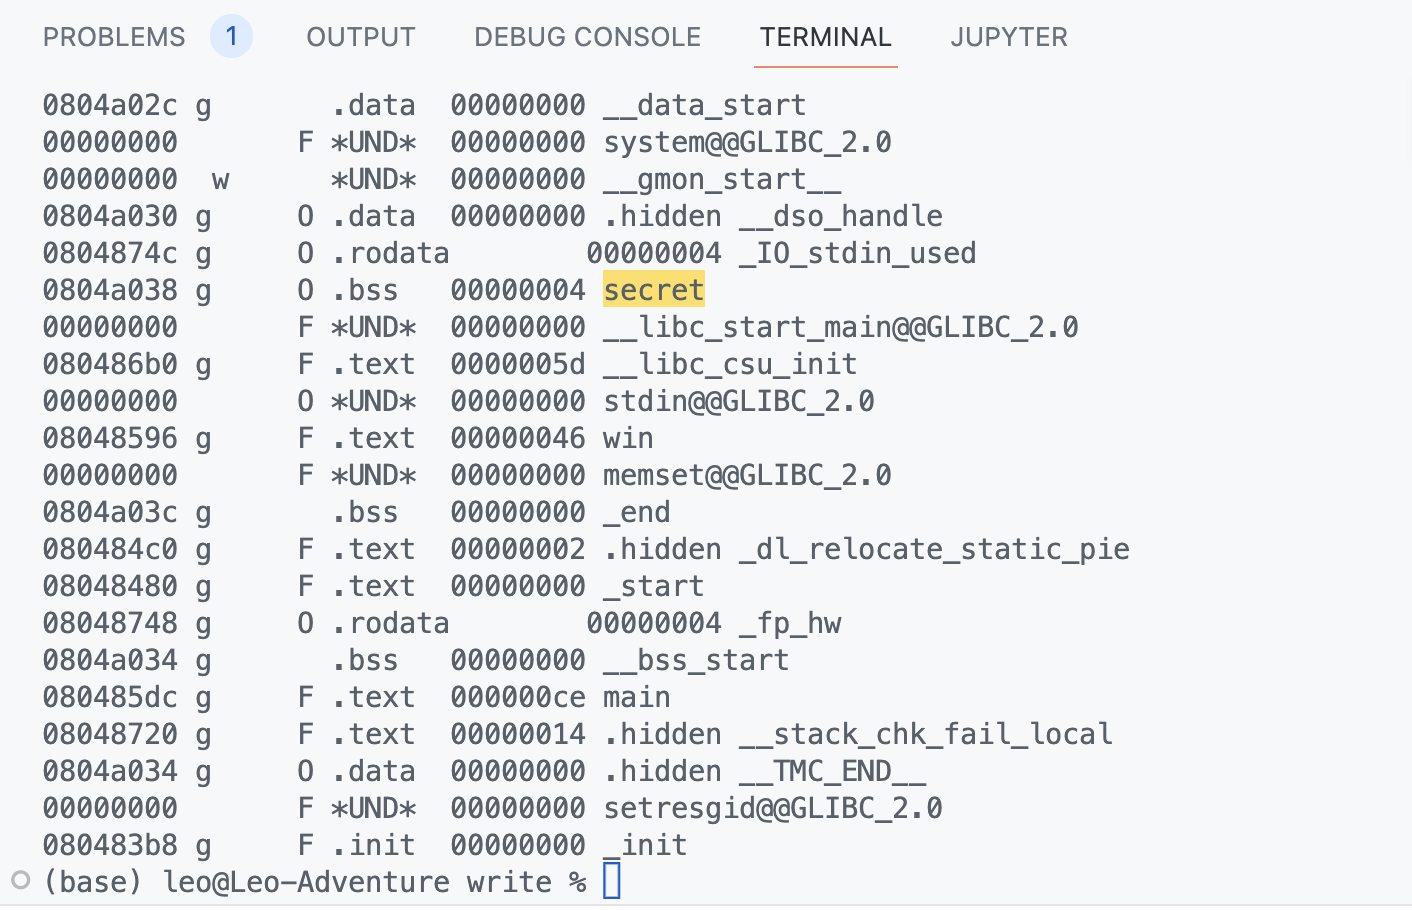 PROBLEMS 1 OUTPUT DEBUG CONSOLE TERMINAL JUPYTER
0804a02c g       .data  00000000 __data_start
00000000       F *UND*  00000000 system@@GLIBC_2.0
00000000  w      *UND*  00000000 __gmon_start__
0804a030 g     O .data  00000000 .hidden __dso_handle
0804874c g     O .rodata        00000004 _IO_stdin_used
0804a038 g     O .bss   00000004 secret
00000000       F *UND*  00000000 __libc_start_main@@GLIBC_2.0
080486b0 g     F .text  0000005d __libc_csu_init
00000000       O *UND*  00000000 stdin@@GLIBC_2.0
08048596 g     F .text  00000046 win
00000000       F *UND*  00000000 memset@@GLIBC_2.0
0804a03c g       .bss   00000000 _end
080484c0 g     F .text  00000002 .hidden _dl_relocate_static_pie
08048480 g     F .text  00000000 _start
08048748 g     O .rodata        00000004 _fp_hw
0804a034 g       .bss   00000000 __bss_start
080485dc g     F .text  000000ce main
08048720 g     F .text  00000014 .hidden __stack_chk_fail_local
0804a034 g     O .data  00000000 .hidden __TMC_END__
00000000       F *UND*  00000000 setresgid@@GLIBC_2.0
080483b8 g     F .init  00000000 _init
(base) leo@Leo-Adventure write %